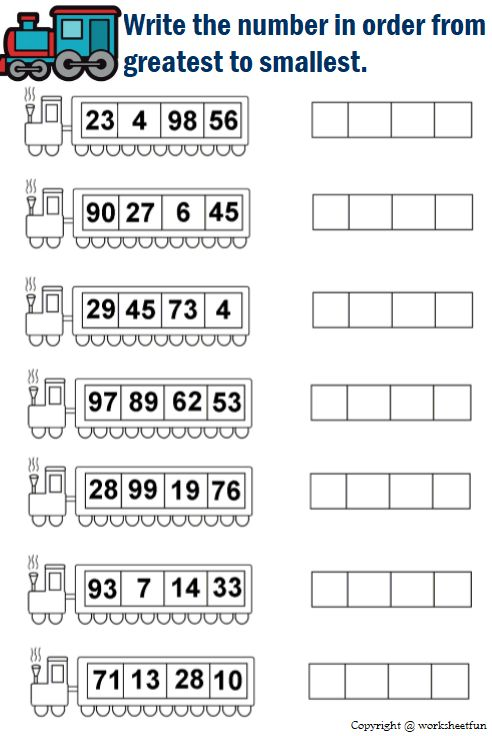 Write the number in order from
greatest to smallest.
23 4 98 56
90 27 6 45
29 45 73 4
97 89 62 53
28 99 19 76
93 7 14 33
71 13 28 10
Copyright @ worksheetfun